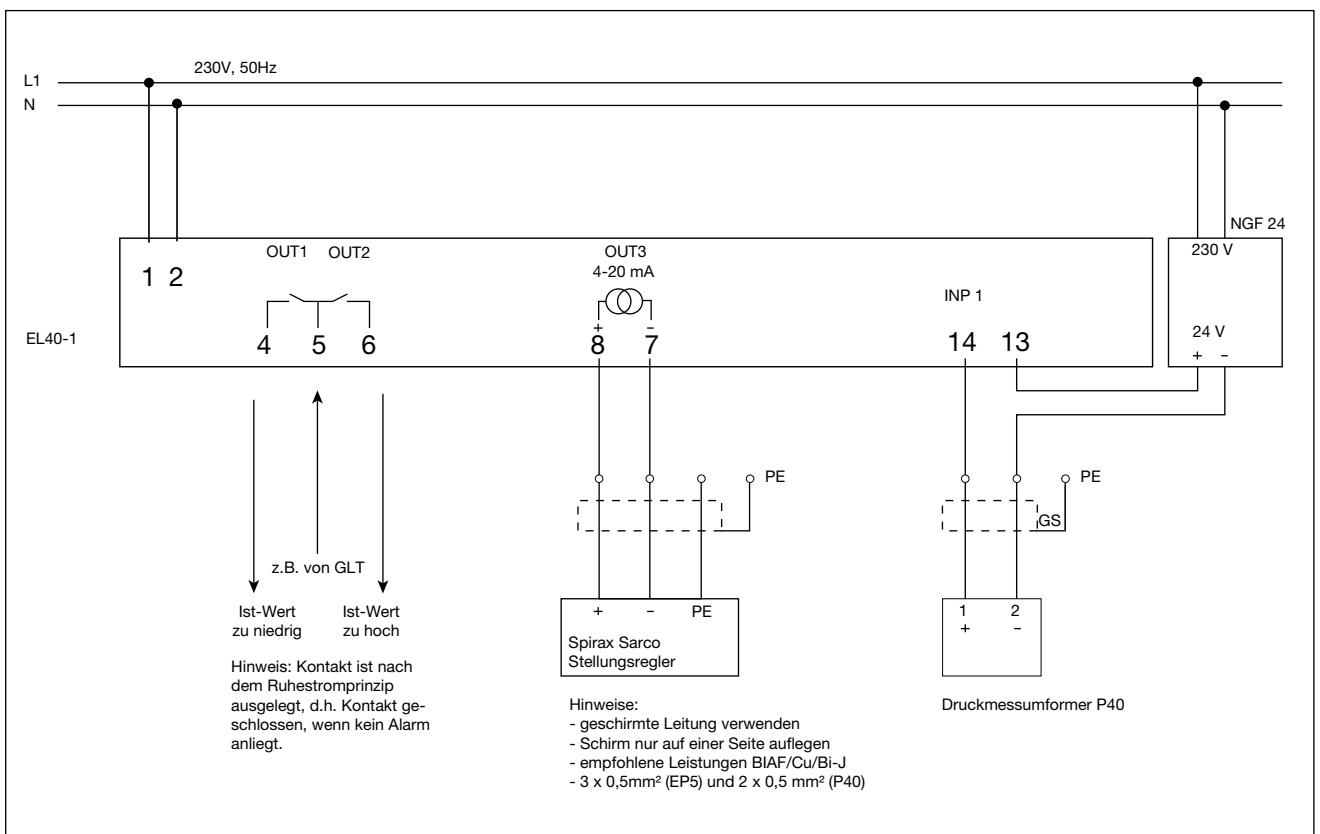 230V, 50Hz
L1
N
NGF 24
OUT1 OUT2
OUT3
4-20 mA
230 V
1 2
INP 1
EL40-1
4 5 6
+ −
8 7
14 13
24 V
+ −
PE
PE
GS
z.B. von GLT
Ist-Wert
zu niedrig
Ist-Wert
zu hoch
Hinweis: Kontakt ist nach
dem Ruhestromprinzip
ausgelegt, d.h. Kontakt ge-
schlossen, wenn kein Alarm
anliegt.
+ − PE
Spirax Sarco
Stellungsregler
Hinweise:
- geschirmte Leitung verwenden
- Schirm nur auf einer Seite auflegen
- empfohlene Leistungen BIAF/Cu/Bi-J
- 3 x 0,5mm² (EP5) und 2 x 0,5 mm² (P40)
1 2
+ −
Druckmessumformer P40